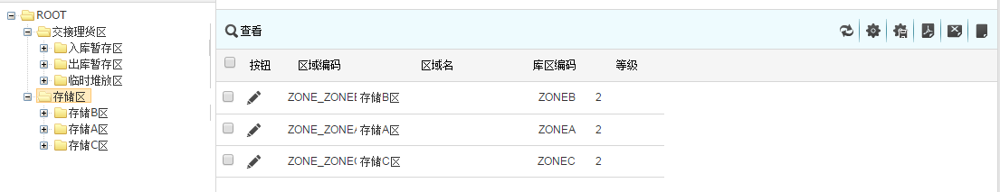 ROOT
交接理货区
入库暂存区
出库暂存区
临时堆放区
存储区
存储B区
存储A区
存储C区
查看
按钮 区域编码 区域名 库区编码 等级
ZONE_ZONEB 存储B区 ZONEB 2
ZONE_ZONEA 存储A区 ZONEA 2
ZONE_ZONEC 存储C区 ZONEC 2